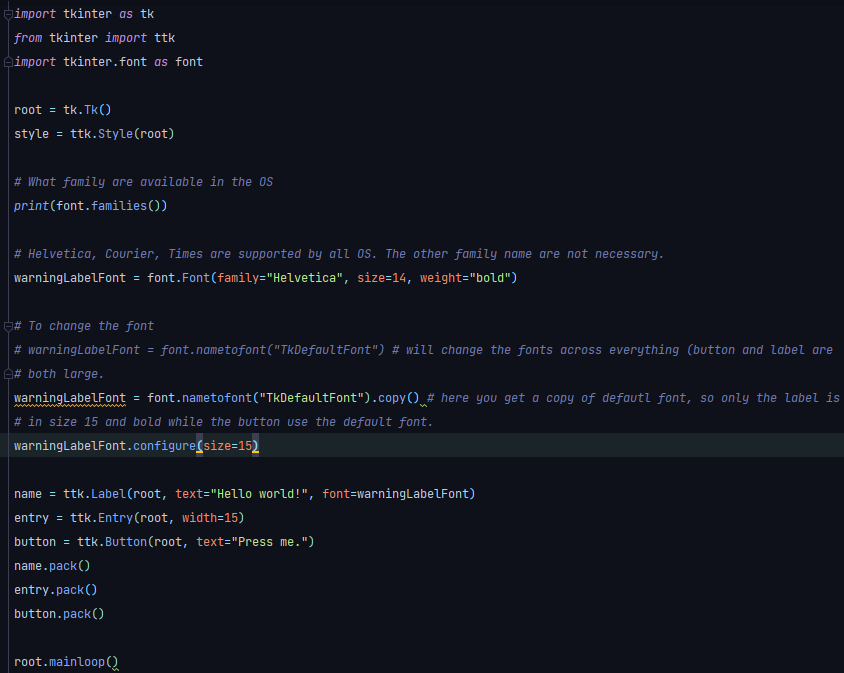 import tkinter as tk
from tkinter import ttk
import tkinter.font as font
root = tk.Tk()
style = ttk.Style(root)
# What family are available in the OS
print(font.families())
# Helvetica, Courier, Times are supported by all OS. The other family name are not necessary.
warningLabelFont = font.Font(family="Helvetica", size=14, weight="bold")
# To change the font
# warningLabelFont = font.nametofont("TkDefaultFont") # will change the fonts across everything (button and label are
# both large.
warningLabelFont = font.nametofont("TkDefaultFont").copy() # here you get a copy of defautl font, so only the label is
# in size 15 and bold while the button use the default font.
warningLabelFont.configure(size=15)
name = ttk.Label(root, text="Hello world!", font=warningLabelFont)
entry = ttk.Entry(root, width=15)
button = ttk.Button(root, text="Press me.")
name.pack()
entry.pack()
button.pack()
root.mainloop()